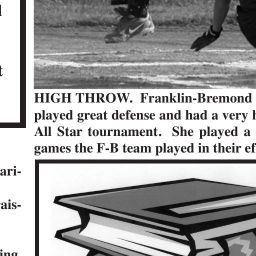 HIGH THROW. Franklin-Bremond
played great defense and had a very
All Star tournament. She played a
games the F-B team played in their
ari-
ais-
ing